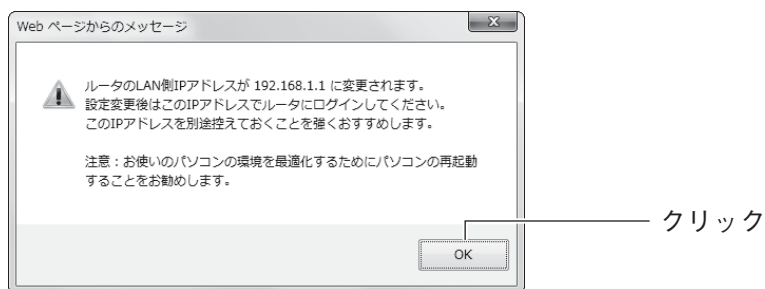 Web ページからのメッセージ
ルータのLAN側IPアドレスが 192.168.1.1 に変更されます。
設定変更後はこのIPアドレスでルータにログインしてください。
このIPアドレスを別途控えておくことを強くおすすめします。
注意：お使いのパソコンの環境を最適化するためにパソコンの再起動
することをお勧めします。
クリック
OK